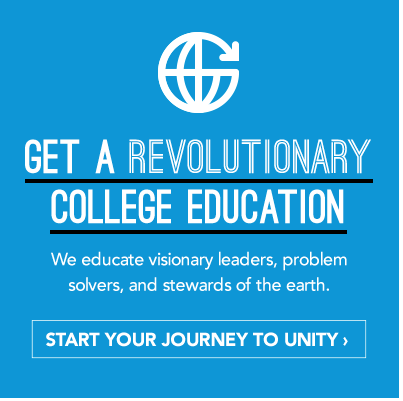 GET A REVOLUTIONARY
COLLEGE EDUCATION
We educate visionary leaders, problem
solvers, and stewards of the earth.
START YOUR JOURNEY TO UNITY ›